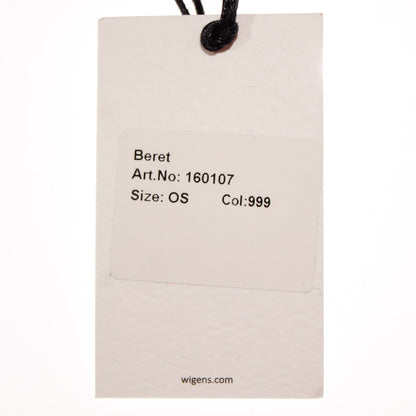 Beret
Art.No: 160107
Size: OS Col:999
wigens.com